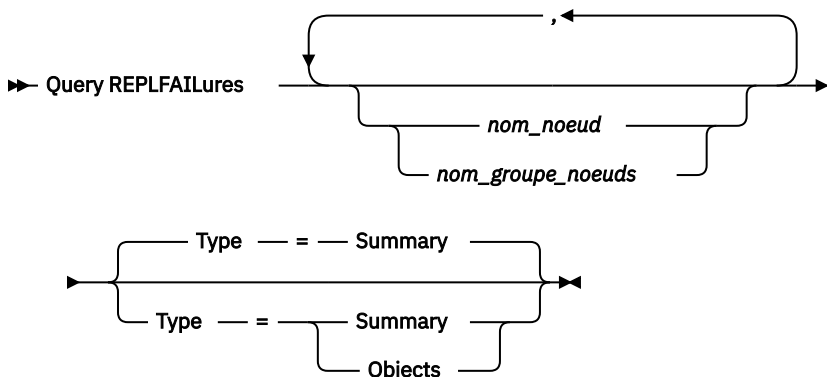 ,
Query REPLFAILures
nom_noeud
nom_groupe_noeuds
Type = Summary
Type = Summary
Objects